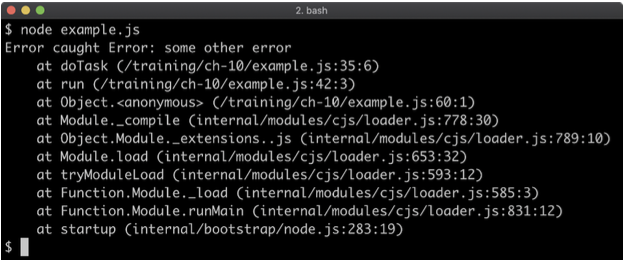 2. bash
$ node example.js
Error caught Error: some other error
    at doTask (/training/ch-10/example.js:35:6)
    at run (/training/ch-10/example.js:42:3)
    at Object.<anonymous> (/training/ch-10/example.js:60:1)
    at Module._compile (internal/modules/cjs/loader.js:778:30)
    at Object.Module._extensions..js (internal/modules/cjs/loader.js:789:10)
    at Module.load (internal/modules/cjs/loader.js:653:32)
    at tryModuleLoad (internal/modules/cjs/loader.js:593:12)
    at Function.Module._load (internal/modules/cjs/loader.js:585:3)
    at Function.Module.runMain (internal/modules/cjs/loader.js:831:12)
    at startup (internal/bootstrap/node.js:283:19)
$